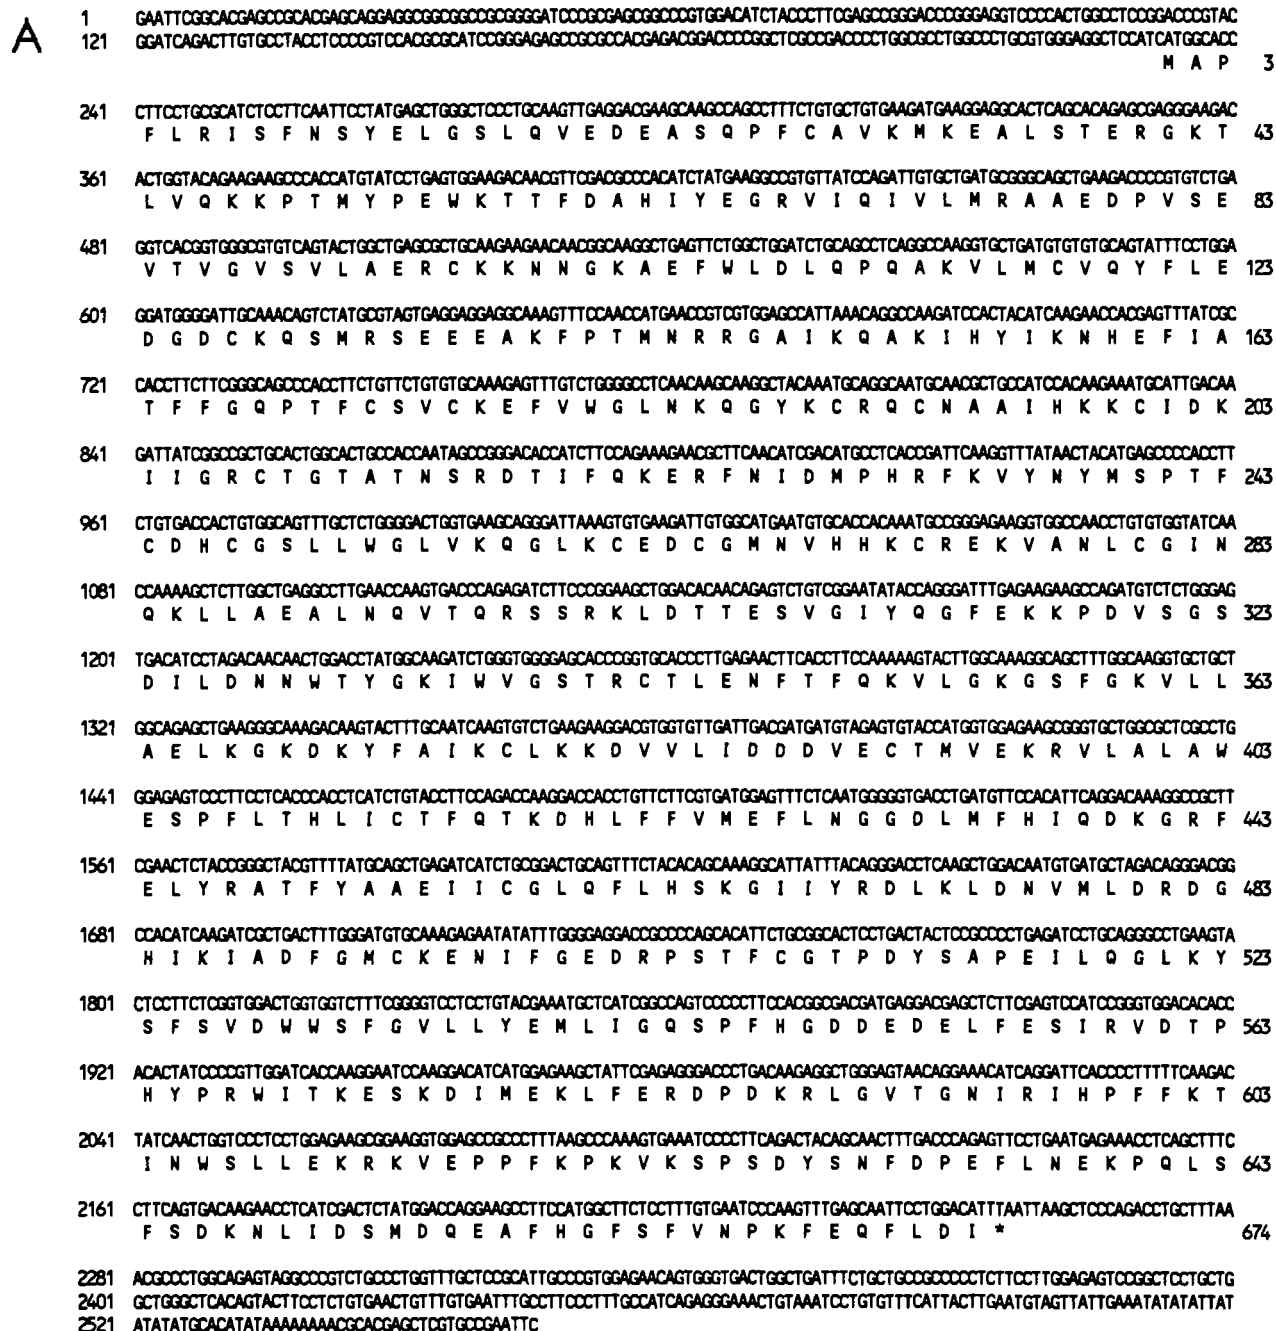 A
1 GAATTCGGCACGAGCCGCACGAGCAGGAGGCGGCGGCCGCGGGGATCCCGCGAGCGGCCCGTGGACATCTACCCTTCGAGCCGGGACCCGGGAGGTCCCCACTGGCCTCCGGACCCGTAC
121 GGATCAGACTTGTGCCTACCTCCCCGTCCACGCGCATCCGGGAGAGCCGCGCCACGAGACGGACCCCGGCTCGCCGACCCCTGGCGCCTGGCCCTGCGTGGGAGGCTCCATCATGGCACC
M A P 3
241 CTTCCTGCGCATCTCCTTCAATTCCTATGAGCTGGGCTCCCTGCAAGTTGAGGACGAAGCAAGCCAGCCTTTCTGTGCTGTGAAGATGAAGGAGGCACTCAGCACAGAGCGAGGGAAGAC
F L R I S F N S Y E L G S L Q V E D E A S Q P F C A V K M K E A L S T E R G K T 43
361 ACTGGTACAGAAGAAGCCCACCATGTATCCTGAGTGGAAGACAACGTTCGACGCCCACATCTATGAAGGCCGTGTTATCCAGATTGTGCTGATGCGGGCAGCTGAAGACCCCGTGTCTGA
L V Q K K P T M Y P E W K T T F D A H I Y E G R V I Q I V L M R A A E D P V S E 83
481 GGTCACGGTGGGCGTGTCAGTACTGGCTGAGCGCTGCAAGAAGAACAACGGCAAGGCTGAGTTCTGGCTGGATCTGCAGCCTCAGGCCAAGGTGCTGATGTGTGTGCAGTATTTCCTGGA
V T V G V S V L A E R C K K N N G K A E F W L D L Q P Q A K V L M C V Q Y F L E 123
601 GGATGGGGATTGCAAACAGTCTATGCGTAGTGAGGAGGAGGCAAAGTTTCCAACCATGAACCGTCGTGGAGCCATTAAACAGGCCAAGATCCACTACATCAAGAACCACGAGTTTATCGC
D G D C K Q S M R S E E E A K F P T M N R R G A I K Q A K I H Y I K N H E F I A 163
721 CACCTTCTTCGGGCAGCCCACCTTCTGTTCTGTGTGCAAAGAGTTTGTCTGGGGCCTCAACAAGCAAGGCTACAAATGCAGGCAATGCAACGCTGCCATCCACAAGAAATGCATTGACAA
T F F G Q P T F C S V C K E F V W G L N K Q G Y K C R Q C N A A I H K K C I D K 203
841 GATTATCGGCCGCTGCACTGGCACTGCCACCAATAGCCGGGACACCATCTTCCAGAAAGAACGCTTCAACATCGACATGCCTCACCGATTCAAGGTTTATAACTACATGAGCCCCACCTT
I I G R C T G T A T N S R D T I F Q K E R F N I D M P H R F K V Y N Y M S P T F 243
961 CTGTGACCACTGTGGCAGTTTGCTCTGGGGACTGGTGAAGCAGGGATTAAAGTGTGAAGATTGTGGCATGAATGTGCACCACAAATGCCGGGAGAAGGTGGCCAACCTGTGTGGTATCAA
C D H C G S L L W G L V K Q G L K C E D C G M N V H H K C R E K V A N L C G I N 283
1081 CCAAAAGCTCTTGGCTGAGGCCTTGAACCAAGTGACCCAGAGATCTTCCCGGAAGCTGGACACAACAGAGTCTGTCGGAATATACCAGGGATTTGAGAAGAAGCCAGATGTCTCTGGGAG
Q K L L A E A L N Q V T Q R S S R K L D T T E S V G I Y Q G F E K K P D V S G S 323
1201 TGACATCCTAGACAACAACTGGACCTATGGCAAGATCTGGGTGGGGAGCACCCGGTGCACCCTTGAGAACTTCACCTTCCAAAAAGTACTTGGCAAAGGCAGCTTTGGCAAGGTGCTGCT
D I L D N N W T Y G K I W V G S T R C T L E N F T F Q K V L G K G S F G K V L L 363
1321 GGCAGAGCTGAAGGGCAAAGACAAGTACTTTGCAATCAAGTGTCTGAAGAAGGACGTGGTGTTGATTGACGATGATGTAGAGTGTACCATGGTGGAGAAGCGGGTGCTGGCGCTCGCCTG
A E L K G K D K Y F A I K C L K K D V V L I D D D V E C T M V E K R V L A L A W 403
1441 GGAGAGTCCCTTCCTCACCCACCTCATCTGTACCTTCCAGACCAAGGACCACCTGTTCTTCGTGATGGAGTTTCTCAATGGGGGTGACCTGATGTTCCACATTCAGGACAAAGGCCGCTT
E S P F L T H L I C T F Q T K D H L F F V M E F L N G G D L M F H I Q D K G R F 443
1561 CGAACTCTACCGGGCTACGTTTTATGCAGCTGAGATCATCTGCGGACTGCAGTTTCTACACAGCAAAGGCATTATTTACAGGGACCTCAAGCTGGACAATGTGATGCTAGACAGGGACGG
E L Y R A T F Y A A E I I C G L Q F L H S K G I I Y R D L K L D N V M L D R D G 483
1681 CCACATCAAGATCGCTGACTTTGGGATGTGCAAAGAGAATATATTTGGGGAGGACCGCCCCAGCACATTCTGCGGCACTCCTGACTACTCCGCCCCTGAGATCCTGCAGGGCCTGAAGTA
H I K I A D F G M C K E N I F G E D R P S T F C G T P D Y S A P E I L Q G L K Y 523
1801 CTCCTTCTCGGTGGACTGGTGGTCTTTCGGGGTCCTCCTGTACGAAATGCTCATCGGCCAGTCCCCCTTCCACGGCGACGATGAGGACGAGCTCTTCGAGTCCATCCGGGTGGACACACC
S F S V D W W S F G V L L Y E M L I G Q S P F H G D D E D E L F E S I R V D T P 563
1921 ACACTATCCCCGTTGGATCACCAAGGAATCCAAGGACATCATGGAGAAGCTATTCGAGAGGGACCCTGACAAGAGGCTGGGAGTAACAGGAAACATCAGGATTCACCCCTTTTTCAAGAC
H Y P R W I T K E S K D I M E K L F E R D P D K R L G V T G N I R I H P F F K T 603
2041 TATCAACTGGTCCCTCCTGGAGAAGCGGAAGGTGGAGCCGCCCTTTAAGCCCAAAGTGAAATCCCCTTCAGACTACAGCAACTTTGACCCAGAGTTCCTGAATGAGAAACCTCAGCTTTC
I N W S L L E K R K V E P P F K P K V K S P S D Y S N F D P E F L N E K P Q L S 643
2161 CTTCAGTGACAAGAACCTCATCGACTCTATGGACCAGGAAGCCTTCCATGGCTTCTCCTTTGTGAATCCCAAGTTTGAGCAATTCCTGGACATTTAATTAAGCTCCCAGACCTGCTTTAA
F S D K N L I D S M D Q E A F H G F S F V N P K F E Q F L D I * 674
2281 ACGCCCTGGCAGAGTAGGCCCGTCTGCCCTGGTTTGCTCCGCATTGCCCGTGGAGAACAGTGGGTGACTGGCTGATTTCTGCTGCCGCCCCCTCTTCCTTGGAGAGTCCGGCTCCTGCTG
2401 GCTGGGCTCACAGTACTTCCTCTGTGAACTGTTTGTGAATTTGCCTTCCCTTTGCCATCAGAGGGAAACTGTAAATCCTGTGTTTCATTACTTGAATGTAGTTATTGAAATATATATTAT
2521 ATATATGCACATATAAAAAAAACGCACGAGCTCGTGCCGAATTC